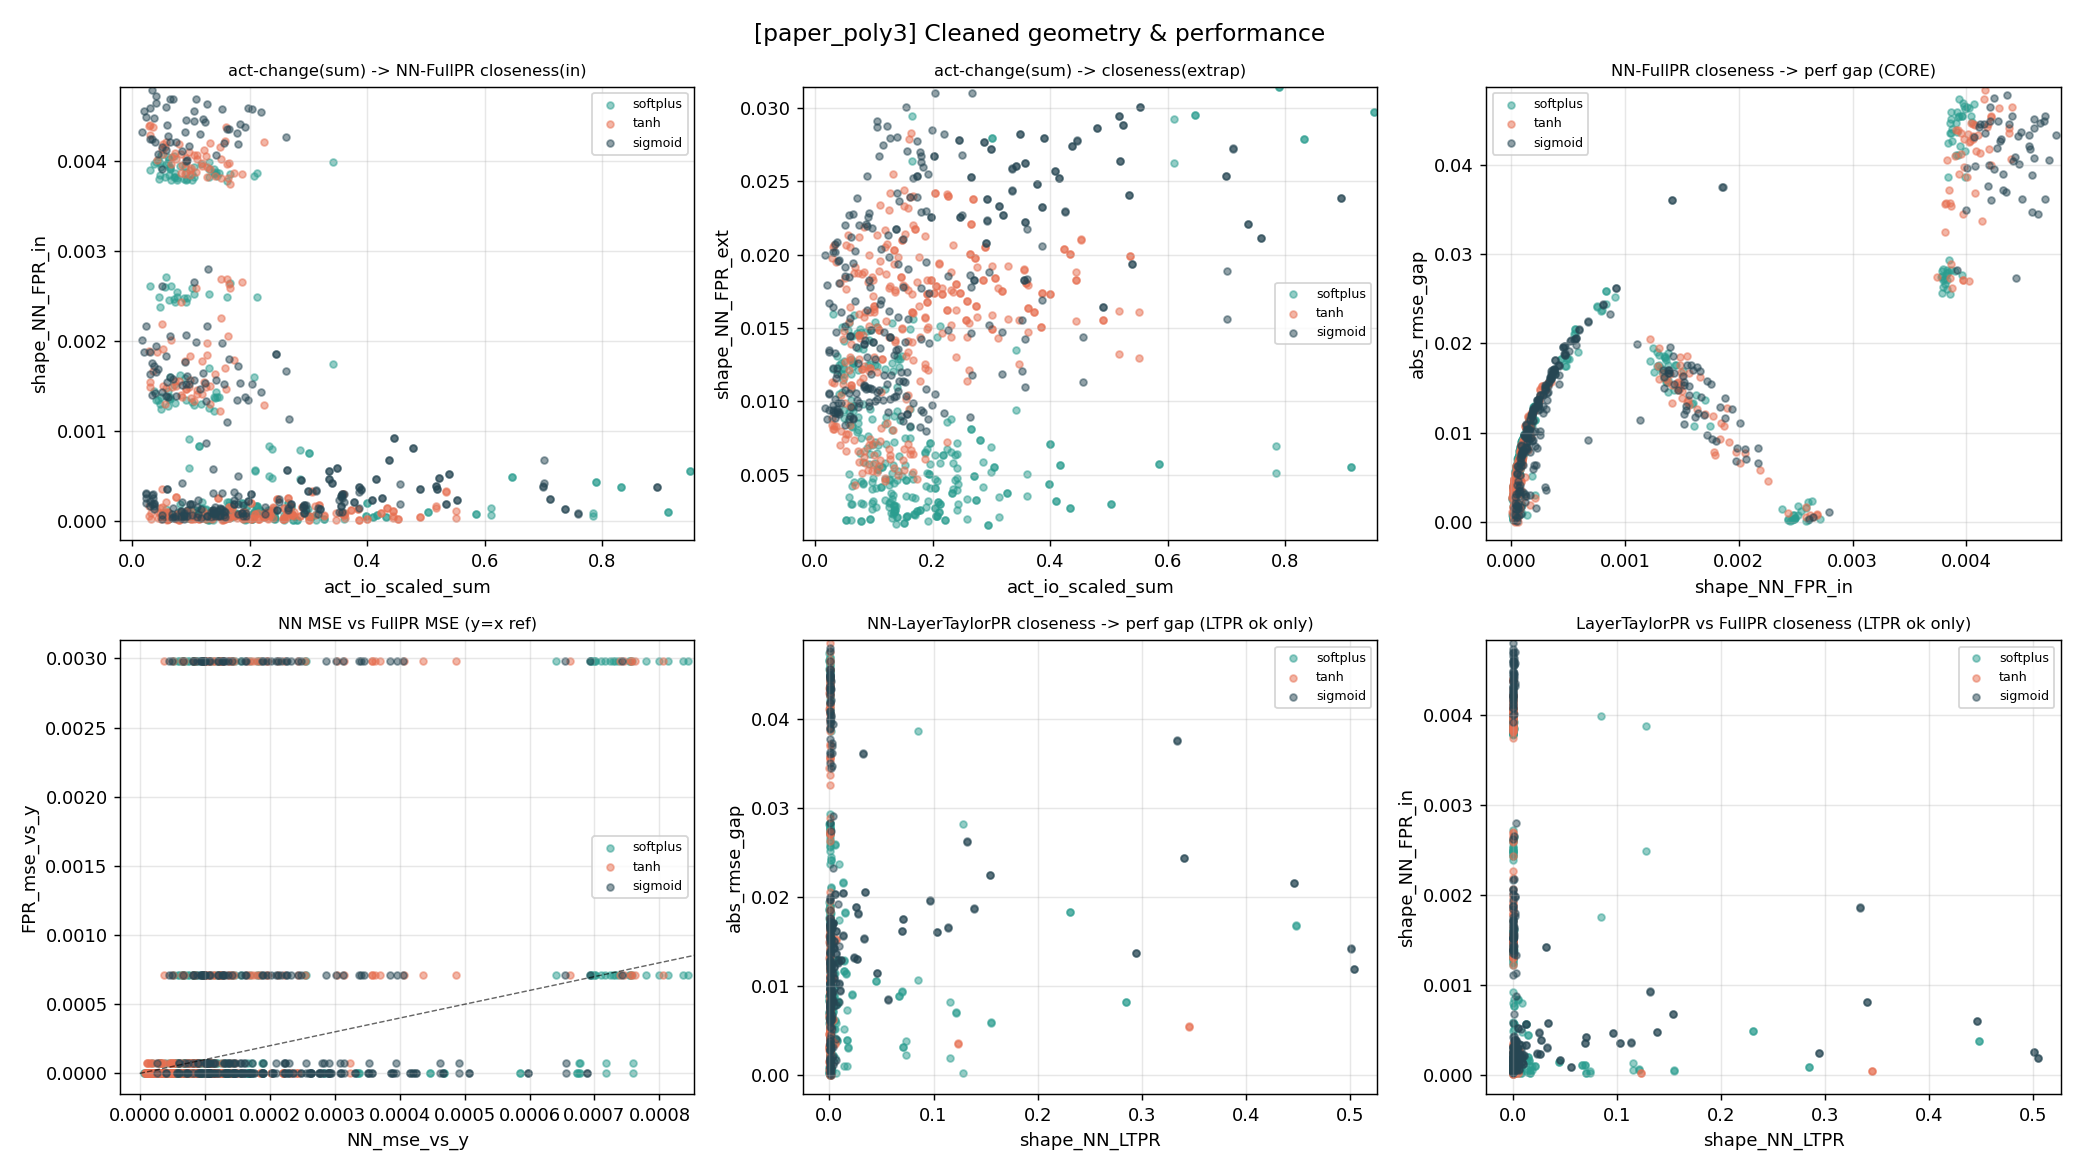 [paper_poly3] Cleaned geometry & performance
act-change(sum) -> NN-FullPR closeness(in)
softplus
tanh
sigmoid
0.004
0.003
0.002
0.001
0.000
shape_NN_FPR_in
0.0 0.2 0.4 0.6 0.8
act_io_scaled_sum
act-change(sum) -> closeness(extrap)
softplus
tanh
sigmoid
0.030
0.025
0.020
0.015
0.010
0.005
shape_NN_FPR_ext
0.0 0.2 0.4 0.6 0.8
act_io_scaled_sum
NN-FullPR closeness -> perf gap (CORE)
softplus
tanh
sigmoid
0.04
0.03
0.02
0.01
0.00
abs_rmse_gap
0.000 0.001 0.002 0.003 0.004
shape_NN_FPR_in
NN MSE vs FullPR MSE (y=x ref)
softplus
tanh
sigmoid
0.0030
0.0025
0.0020
0.0015
0.0010
0.0005
0.0000
FPR_mse_vs_y
0.0000 0.0001 0.0002 0.0003 0.0004 0.0005 0.0006 0.0007 0.0008
NN_mse_vs_y
NN-LayerTaylorPR closeness -> perf gap (LTPR ok only)
softplus
tanh
sigmoid
0.04
0.03
0.02
0.01
0.00
abs_rmse_gap
0.0 0.1 0.2 0.3 0.4 0.5
shape_NN_LTPR
LayerTaylorPR vs FullPR closeness (LTPR ok only)
softplus
tanh
sigmoid
0.004
0.003
0.002
0.001
0.000
shape_NN_FPR_in
0.0 0.1 0.2 0.3 0.4 0.5
shape_NN_LTPR